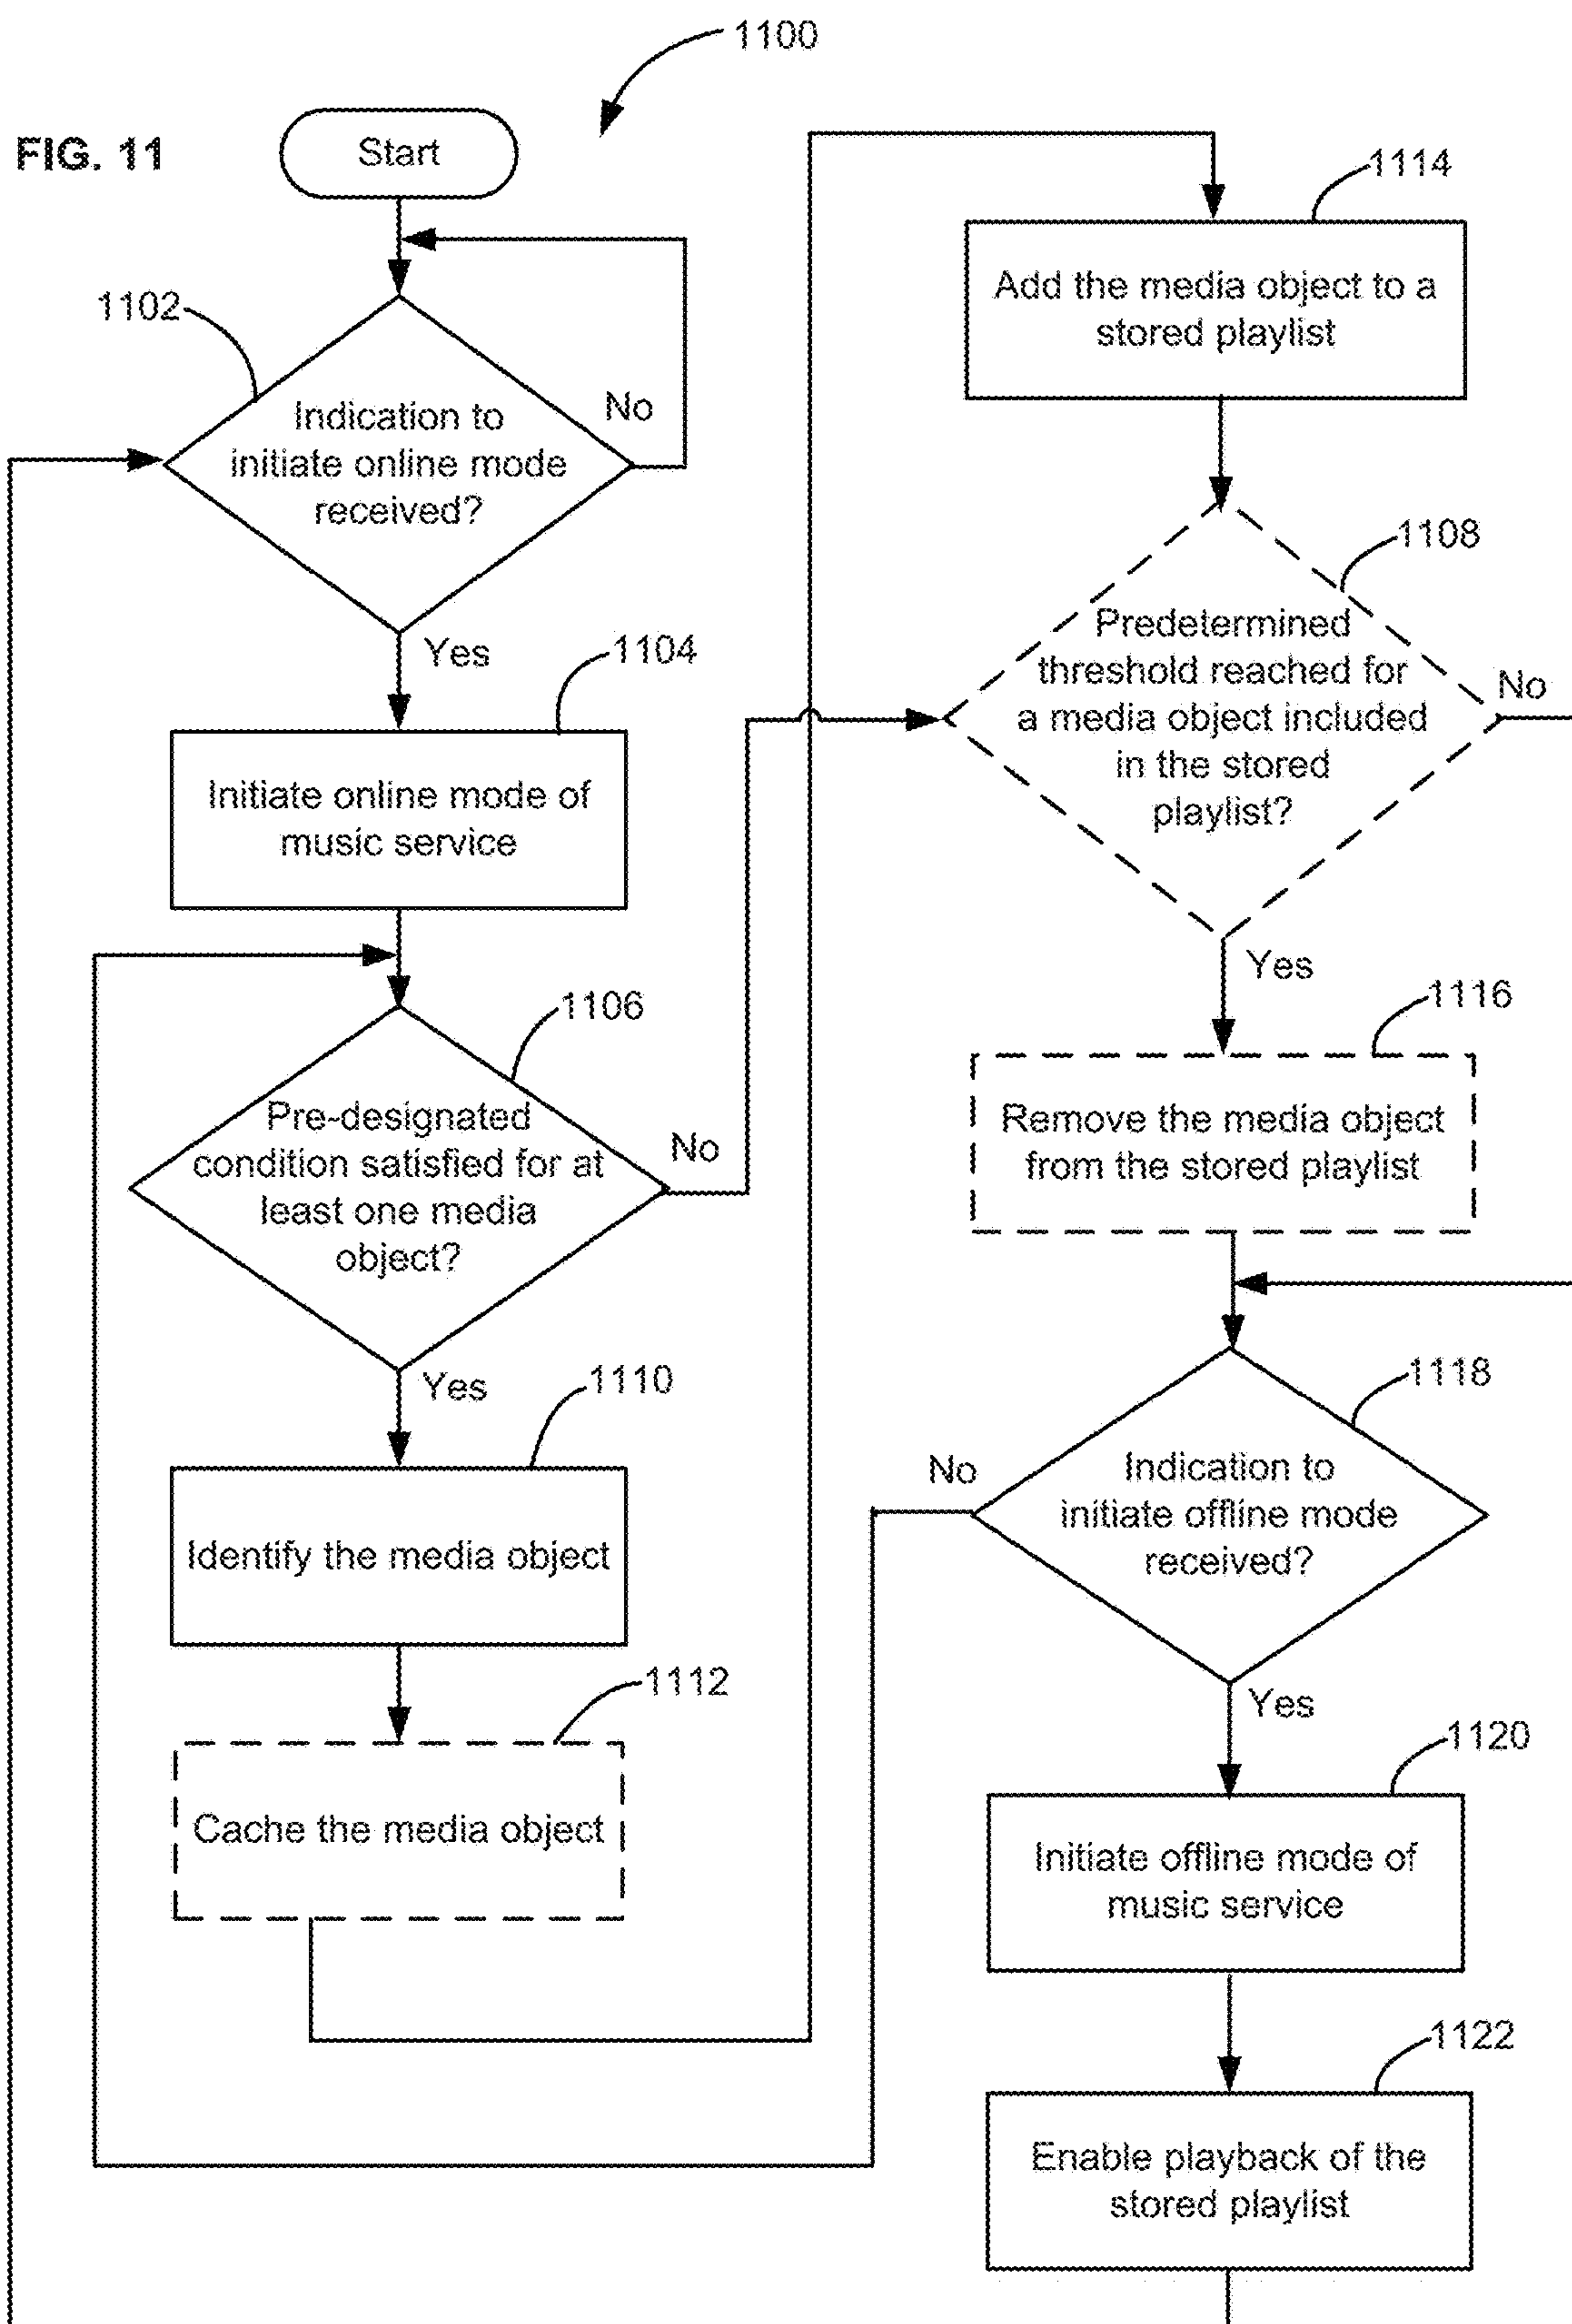 1100
FIG. 11
Start
1102
Indication to
initiate online mode
received?
No
Yes
1104
Initiate online mode of
music service
1106
Pre-designated
condition satisfied for at
least one media
object?
No
Yes
1110
Identify the media object
1112
Cache the media object
1114
Add the media object to a
stored playlist
1108
Predetermined
threshold reached for
a media object included
in the stored
playlist?
No
Yes
1116
Remove the media object
from the stored playlist
1118
Indication to
initiate offline mode
received?
No
Yes
1120
Initiate offline mode of
music service
1122
Enable playback of the
stored playlist